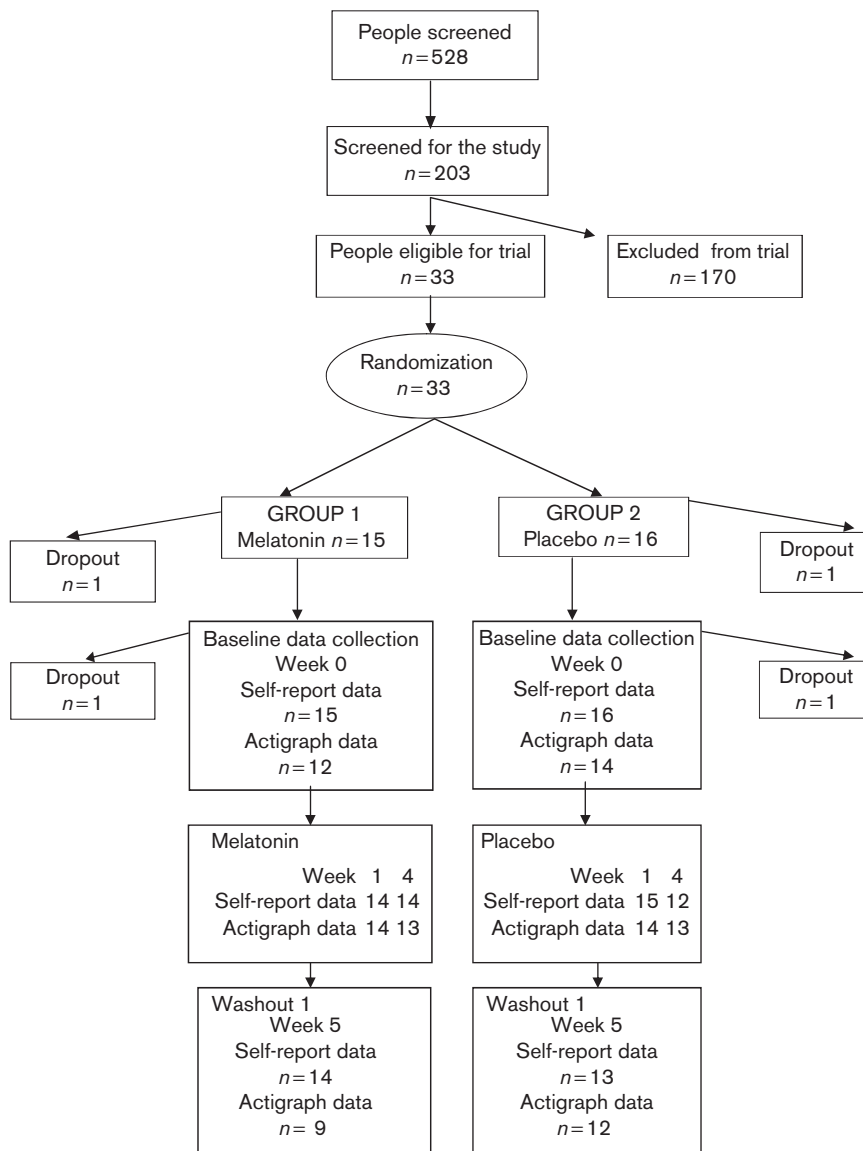 People screened
n=528
Screened for the study
n=203
People eligible for trial
n=33
Excluded from trial
n=170
Randomization
n=33
GROUP 1
Melatonin n=15
GROUP 2
Placebo n=16
Dropout
n=1
Dropout
n=1
Baseline data collection
Week 0
Self-report data
n=15
Actigraph data
n=12
Baseline data collection
Week 0
Self-report data
n=16
Actigraph data
n=14
Dropout
n=1
Dropout
n=1
Melatonin
Week 1 4
Self-report data 14 14
Actigraph data 14 13
Placebo
Week 1 4
Self-report data 15 12
Actigraph data 14 13
Washout 1
Week 5
Self-report data
n=14
Actigraph data
n= 9
Washout 1
Week 5
Self-report data
n=13
Actigraph data
n=12